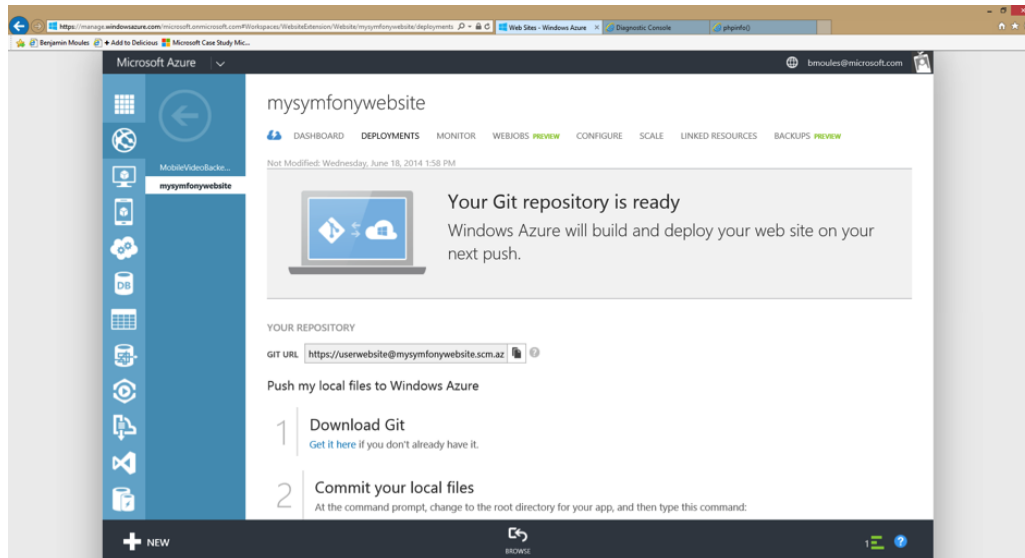 https://manage.windowsazure.com/microsoft.onmicrosoft.com#Workspaces/WebsiteExtension/Website/mysymfonywebsite/deployments
Web Sites - Windows Azure
Diagnostic Console
phpinfo()
Benjamin Moules
Add to Delicious
Microsoft Case Study Mic...
Microsoft Azure
bmoules@microsoft.com
mysymfonywebsite
DASHBOARD DEPLOYMENTS MONITOR WEBJOBS PREVIEW CONFIGURE SCALE LINKED RESOURCES BACKUPS PREVIEW
MobileVideoBacke...
mysymfonywebsite
Not Modified: Wednesday, June 18, 2014 1:58 PM
Your Git repository is ready
Windows Azure will build and deploy your web site on your
next push.
DB
YOUR REPOSITORY
GIT URL https://userwebsite@mysymfonywebsite.scm.az
Push my local files to Windows Azure
1 Download Git
Get it here if you don't already have it.
2 Commit your local files
At the command prompt, change to the root directory for your app, and then type this command:
NEW
BROWSE
1